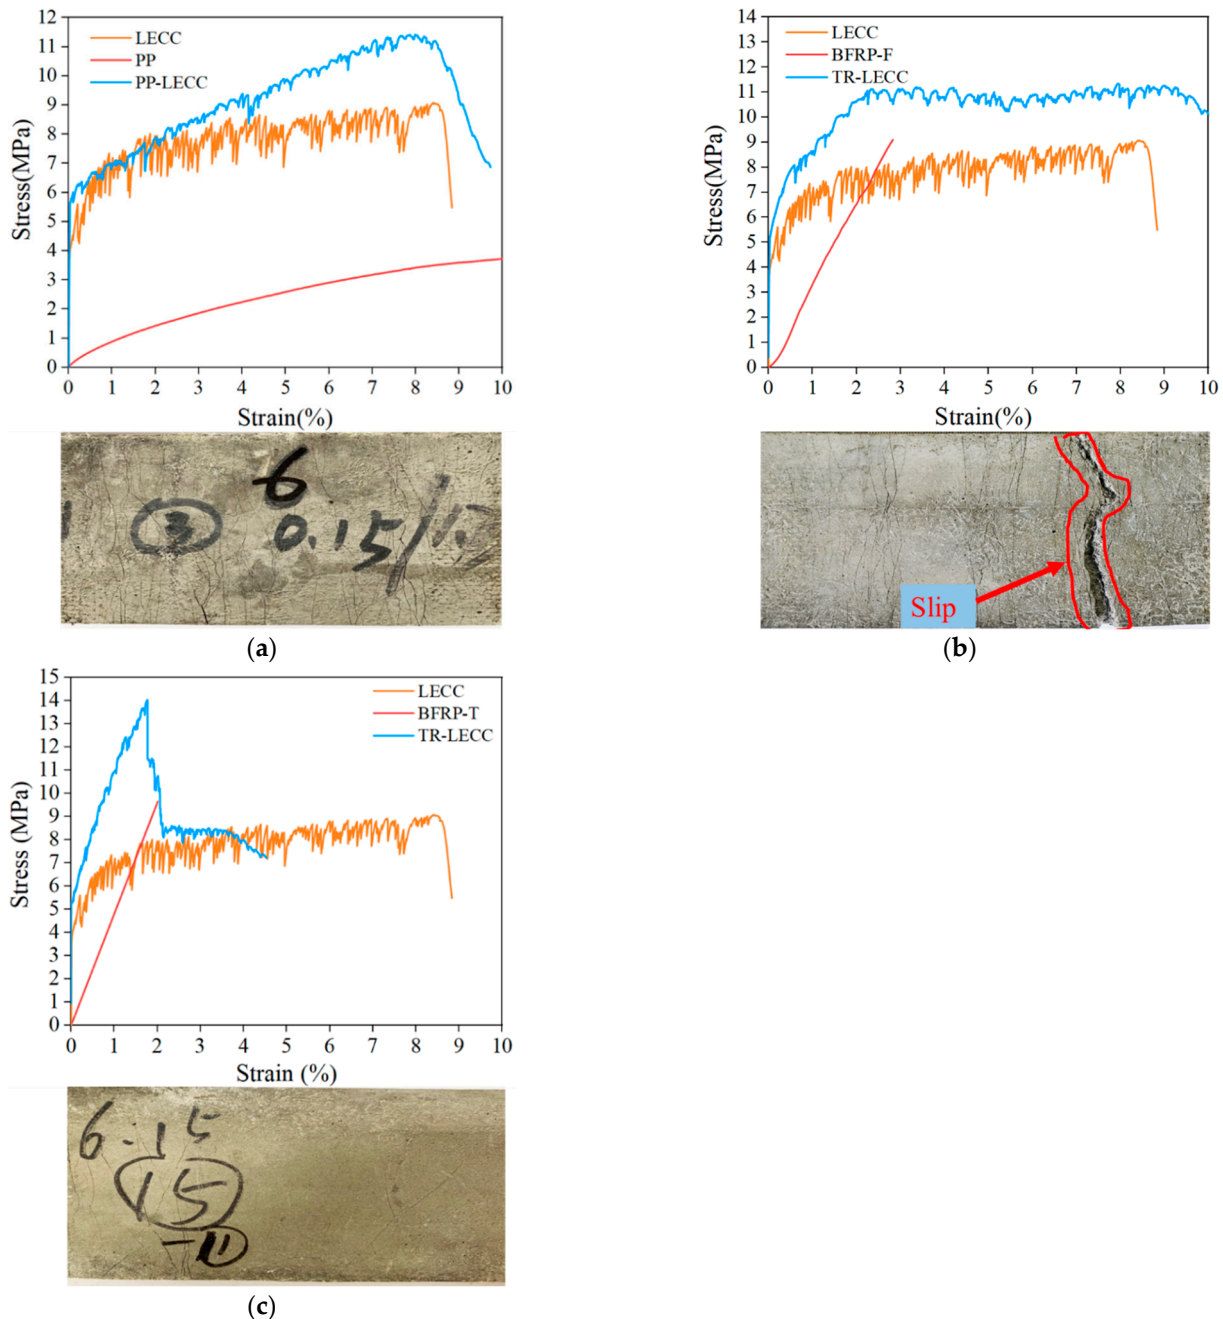 12
11
10
9
8
7
6
5
4
3
2
1
0
Stress(MPa)
LECC
PP
PP-LECC
0 1 2 3 4 5 6 7 8 9 10
Strain(%)
6
3
0.15/
(a)
14
13
12
11
10
9
8
7
6
5
4
3
2
1
0
Stress(MPa)
LECC
BFRP-F
TR-LECC
0 1 2 3 4 5 6 7 8 9 10
Strain(%)
Slip
(b)
15
14
13
12
11
10
9
8
7
6
5
4
3
2
1
0
Stress (MPa)
LECC
BFRP-T
TR-LECC
0 1 2 3 4 5 6 7 8 9 10
Strain (%)
6-15
15
(c)